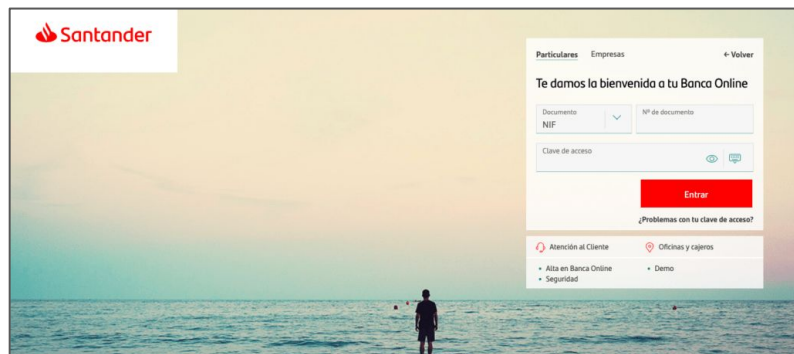 Santander
Particulares Empresas ← Volver
Te damos la bienvenida a tu Banca Online
Documento
NIF
Nº de documento
Clave de acceso
Entrar
¿Problemas con tu clave de acceso?
Atención al Cliente Oficinas y cajeros
Alta en Banca Online Demo
Seguridad